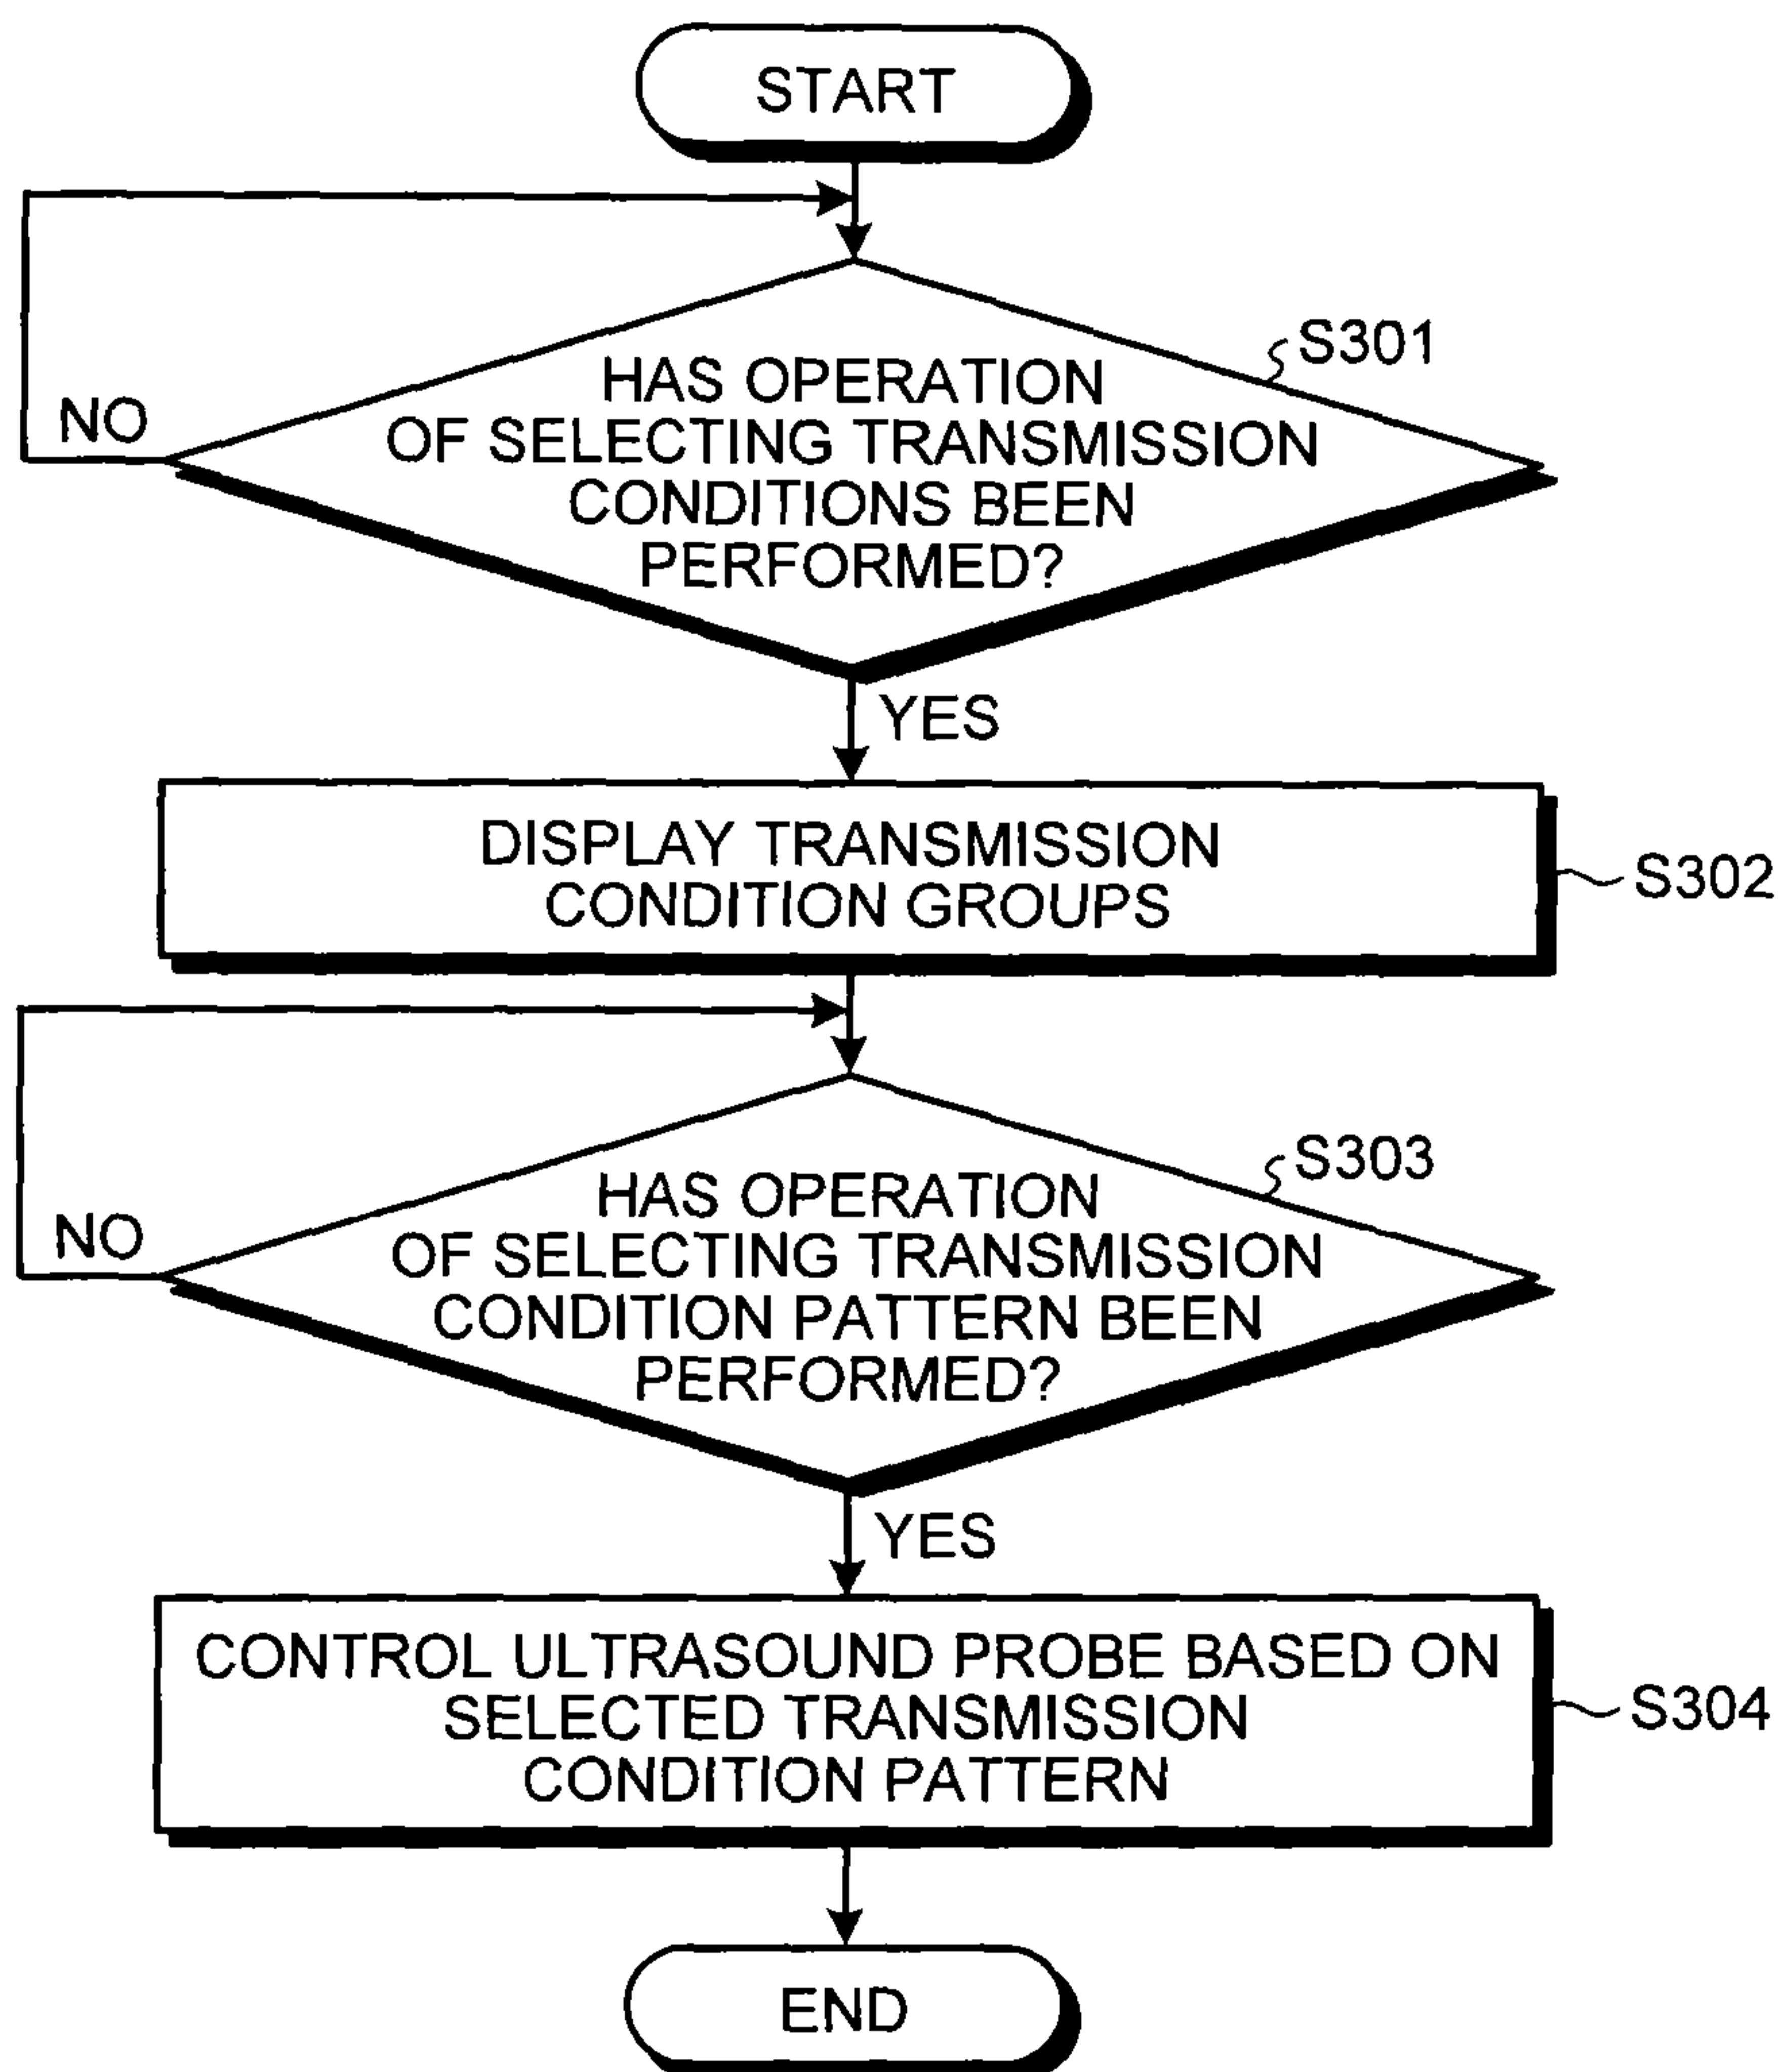 START
S301
HAS OPERATION
OF SELECTING TRANSMISSION
CONDITIONS BEEN
PERFORMED?
NO
YES
DISPLAY TRANSMISSION
CONDITION GROUPS
S302
S303
HAS OPERATION
OF SELECTING TRANSMISSION
CONDITION PATTERN BEEN
PERFORMED?
NO
YES
CONTROL ULTRASOUND PROBE BASED ON
SELECTED TRANSMISSION
CONDITION PATTERN
S304
END